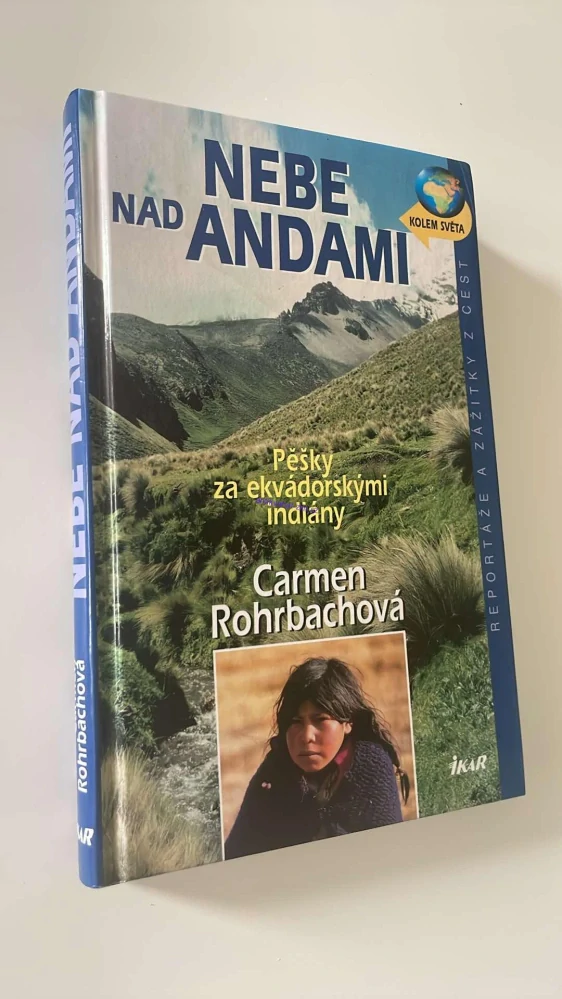 NEBE
NAD ANDAMI
KOLEM SVĚTA
REPORTÁŽE A ZÁŽITKY Z CEST
Pěšky
za ekvádorskými
indiány
Carmen
Rohrbachová
IKAR
NEBE NAD ANDAMI
Rohrbachová
IKAR